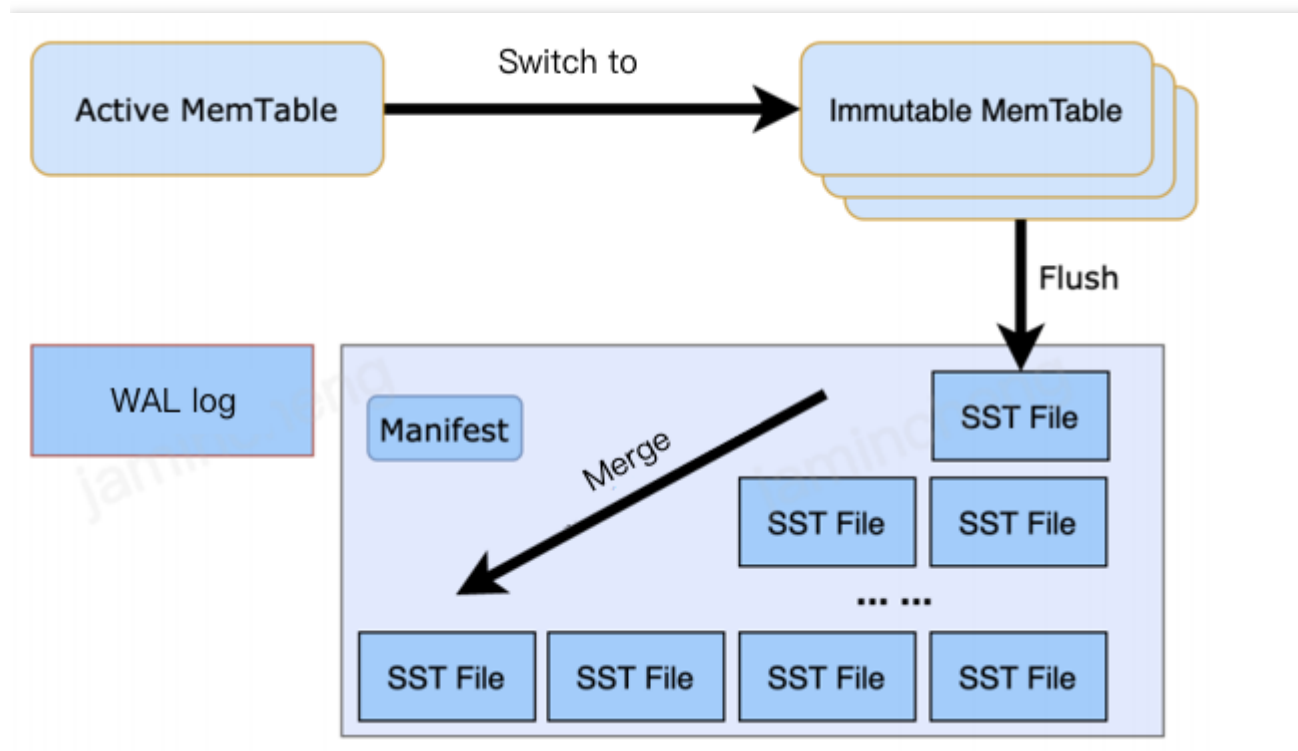 Switch to
Active MemTable
Immutable MemTable
Flush
WAL log
Manifest
Merge
SST File
SST File
SST File
... ...
SST File
SST File
SST File
SST File